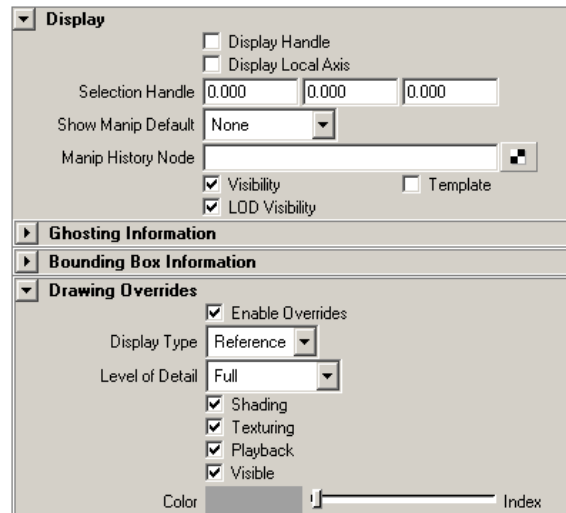 Display
Display Handle
Display Local Axis
Selection Handle 0.000 0.000 0.000
Show Manip Default None
Manip History Node
Visibility Template
LOD Visibility
Ghosting Information
Bounding Box Information
Drawing Overrides
Enable Overrides
Display Type Reference
Level of Detail Full
Shading
Texturing
Playback
Visible
Color Index